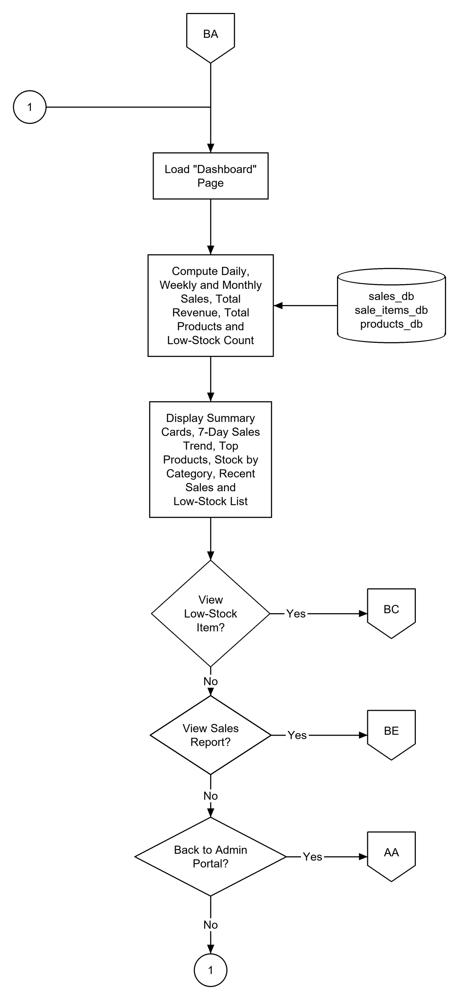 BA
1
Load "Dashboard"
Page
Compute Daily,
Weekly and Monthly
Sales, Total
Revenue, Total
Products and
Low-Stock Count
sales_db
sale_items_db
products_db
Display Summary
Cards, 7-Day Sales
Trend, Top
Products, Stock by
Category, Recent
Sales and
Low-Stock List
View
Low-Stock
Item?
Yes
BC
No
View Sales
Report?
Yes
BE
No
Back to Admin
Portal?
Yes
AA
No
1